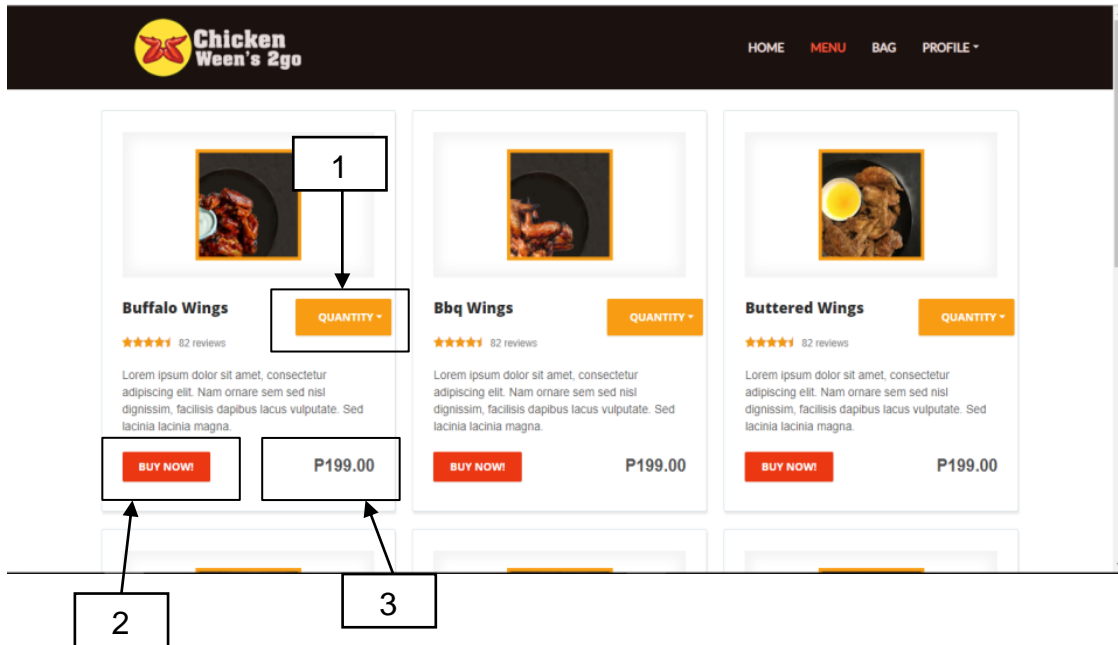 Chicken
Ween's 2go
HOME MENU BAG PROFILE
1
Buffalo Wings
QUANTITY
82 reviews
Lorem ipsum dolor sit amet, consectetur
adipiscing elit. Nam ornare sem sed nisl
dignissim, facilisis dapibus lacus vulputate. Sed
lacinia lacinia magna.
BUY NOW!
P199.00
Bbq Wings
QUANTITY
82 reviews
Lorem ipsum dolor sit amet, consectetur
adipiscing elit. Nam ornare sem sed nisl
dignissim, facilisis dapibus lacus vulputate. Sed
lacinia lacinia magna.
BUY NOW!
P199.00
Buttered Wings
QUANTITY
82 reviews
Lorem ipsum dolor sit amet, consectetur
adipiscing elit. Nam ornare sem sed nisl
dignissim, facilisis dapibus lacus vulputate. Sed
lacinia lacinia magna.
BUY NOW!
P199.00
2
3